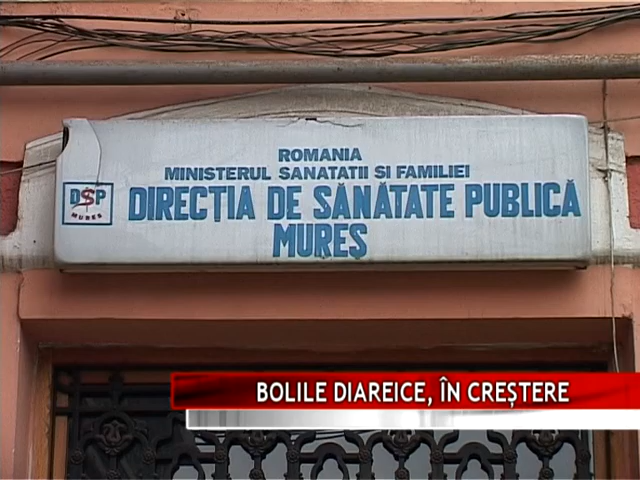 ROMANIA
MINISTERUL SANATATII SI FAMILIEI
DSP
MUREȘ
DIRECȚIA DE SĂNĂTATE PUBLICĂ
MUREȘ
BOLILE DIAREICE, ÎN CREȘTERE